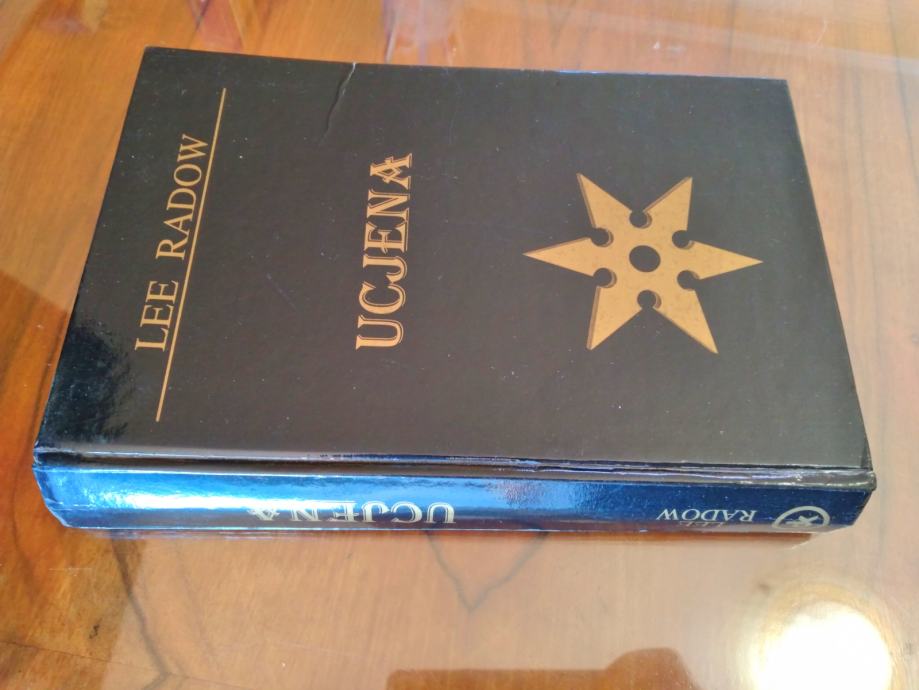 LEE RADOW
UCJENA
UCJENA
LEE
RADOW